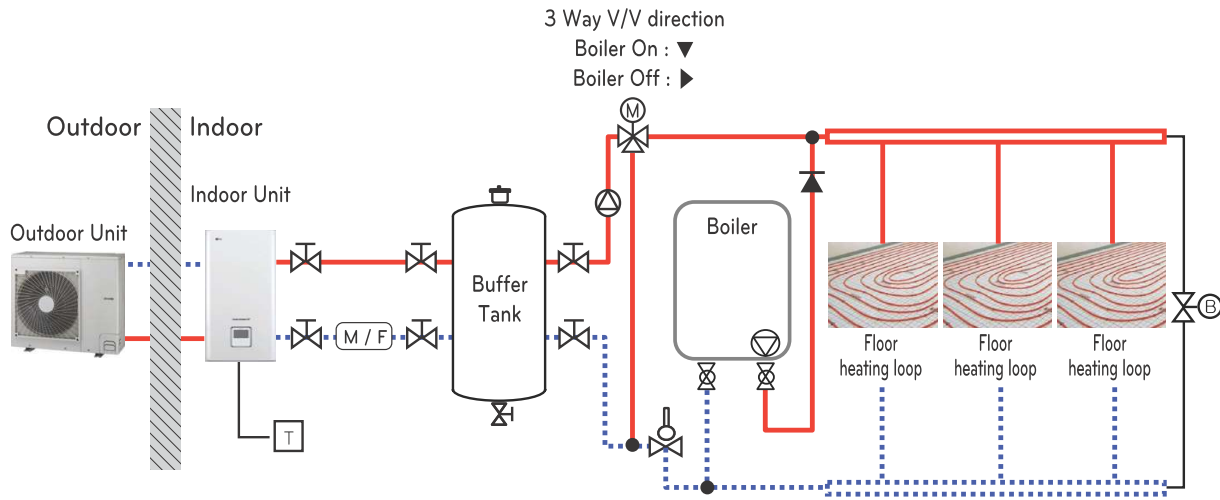 3 Way V/V direction
Boiler On : ▼
Boiler Off : ▶
M
Outdoor
Indoor
Indoor Unit
Outdoor Unit
Boiler
Buffer
Tank
M / F
B
Floor
heating loop
Floor
heating loop
Floor
heating loop
T